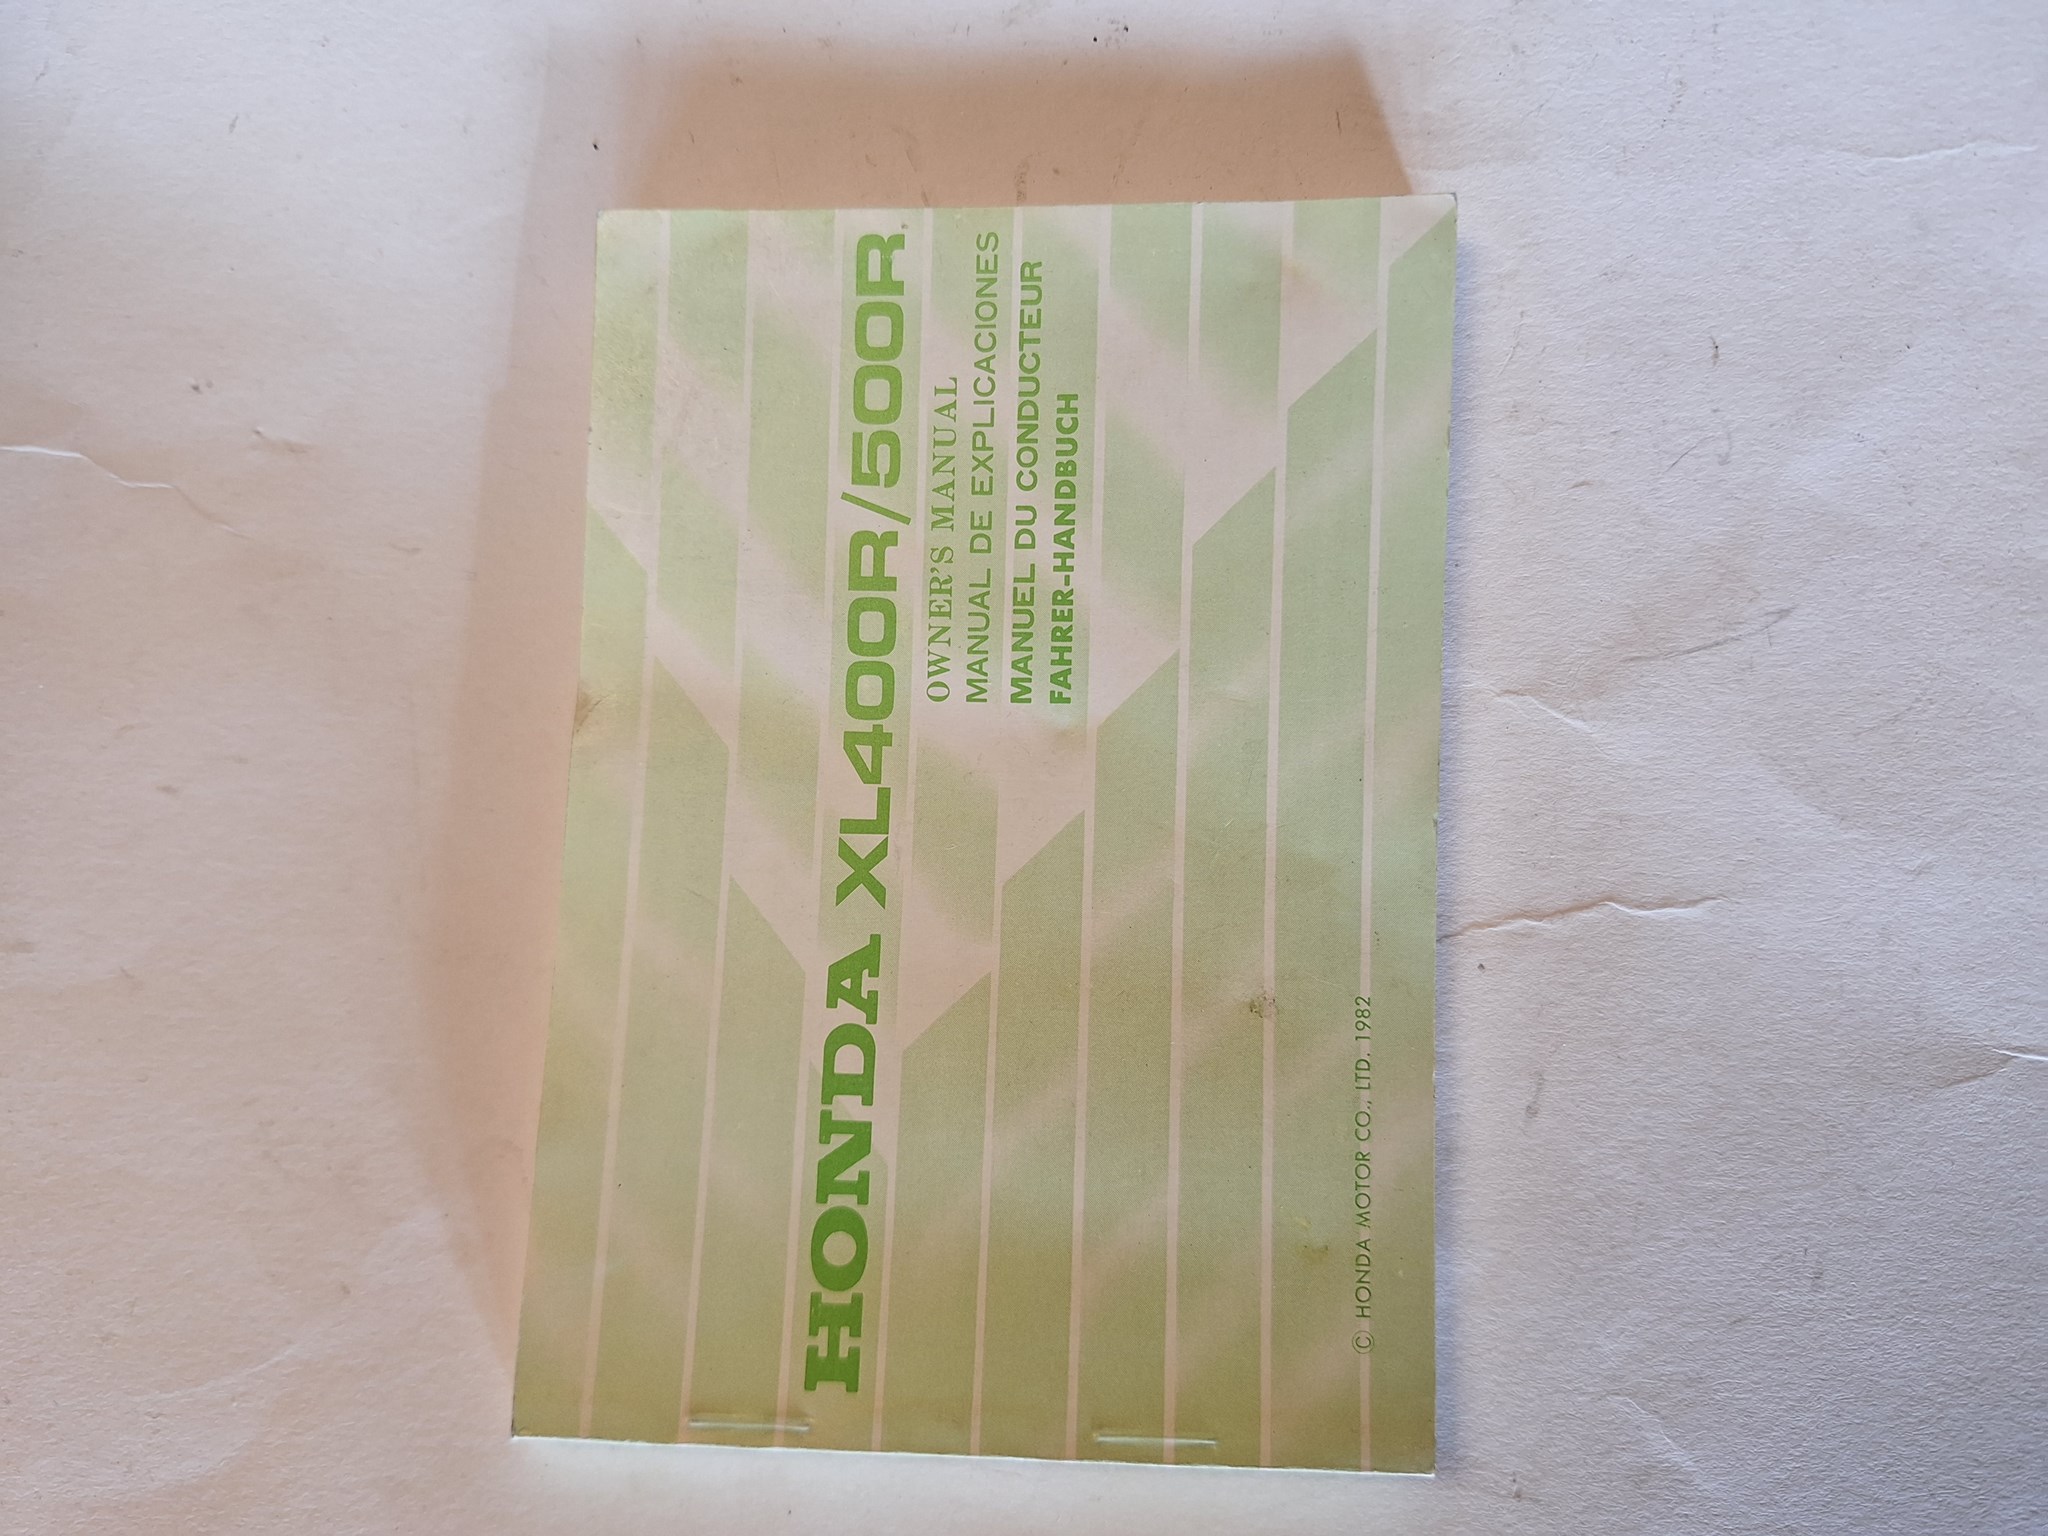 HONDA XL400R/500R
OWNER'S MANUAL
MANUAL DE EXPLICACIONES
MANUEL DU CONDUCTEUR
FAHRER-HANDBUCH
© HONDA MOTOR CO., LTD. 1982